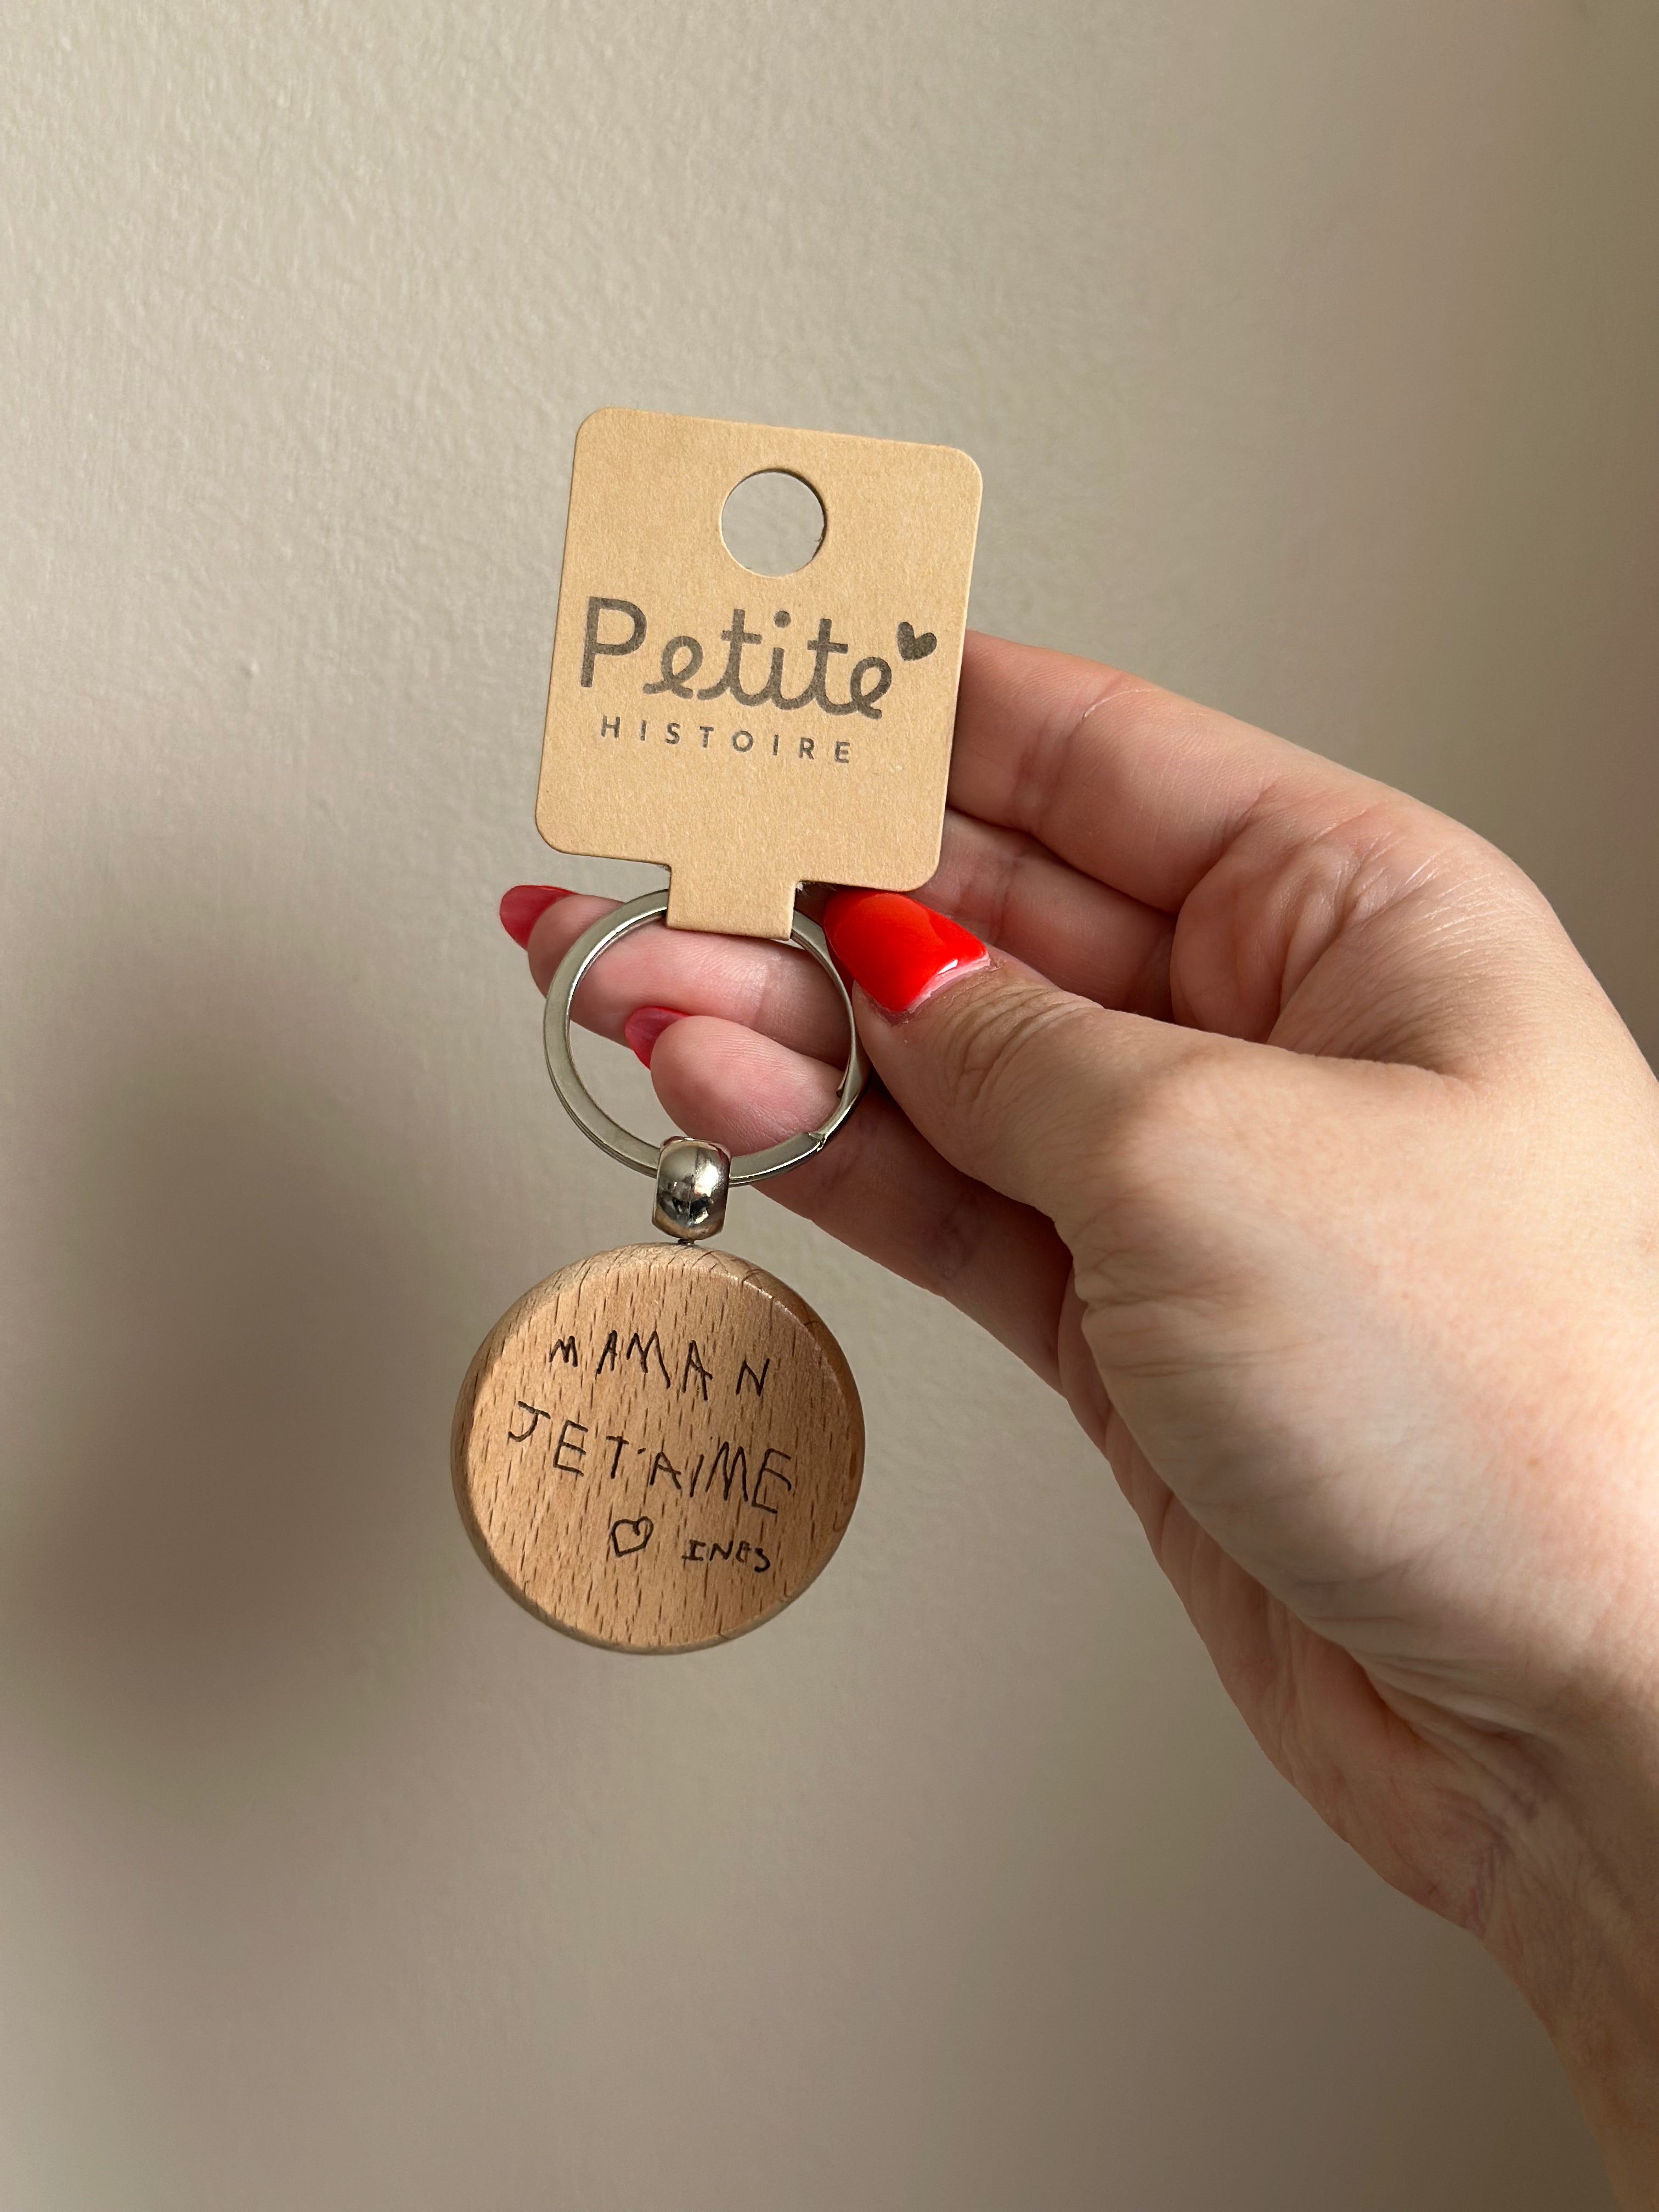 Petite
HISTOIRE
MAMAN
JE T'AIME
♡ INES